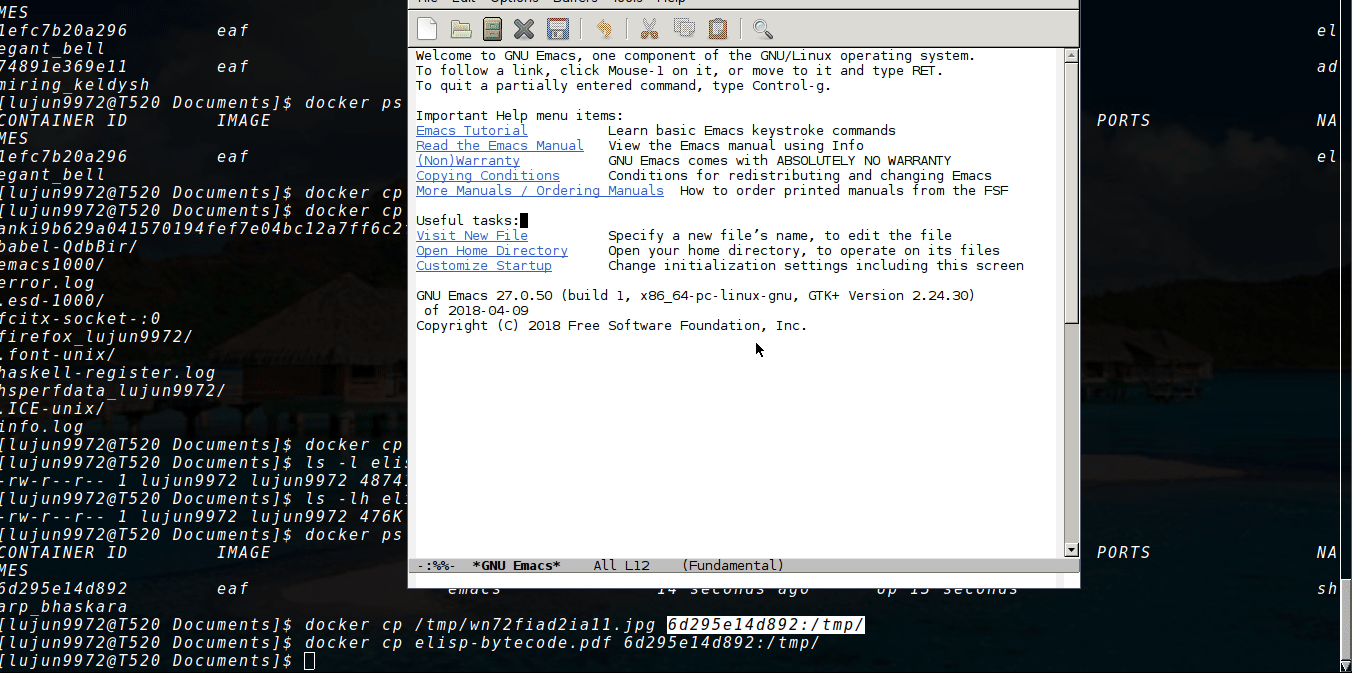 MES
1efc7b20a296 eaf el
egant_bell
74891e369e11 eaf ad
miring_keldysh
[lujun9972@T520 Documents]$ docker ps
CONTAINER ID IMAGE PORTS NA
MES
1efc7b20a296 eaf el
egant_bell
[lujun9972@T520 Documents]$ docker cp
[lujun9972@T520 Documents]$ docker cp
anki9b629a041570194fef7e04bc12a7ff6c2
babel-QdbBir/
emacs1000/
error.log
.esd-1000/
fcitx-socket-:0
firefox_lujun9972/
.font-unix/
haskell-register.log
hsperfdata_lujun9972/
.ICE-unix/
info.log
[lujun9972@T520 Documents]$ docker cp
[lujun9972@T520 Documents]$ ls -l elis
-rw-r--r-- 1 lujun9972 lujun9972 4874
[lujun9972@T520 Documents]$ ls -lh eli
-rw-r--r-- 1 lujun9972 lujun9972 476K
[lujun9972@T520 Documents]$ docker ps
CONTAINER ID IMAGE PORTS NA
MES
6d295e14d892 eaf "emacs" 14 seconds ago Up 13 seconds sh
arp_bhaskara
[lujun9972@T520 Documents]$ docker cp /tmp/wn72fiad2ia11.jpg 6d295e14d892:/tmp/
[lujun9972@T520 Documents]$ docker cp elisp-bytecode.pdf 6d295e14d892:/tmp/
[lujun9972@T520 Documents]$
File Edit Options Buffers Tools Help
Welcome to GNU Emacs, one component of the GNU/Linux operating system.
To follow a link, click Mouse-1 on it, or move to it and type RET.
To quit a partially entered command, type Control-g.
Important Help menu items:
Emacs Tutorial Learn basic Emacs keystroke commands
Read the Emacs Manual View the Emacs manual using Info
(Non)Warranty GNU Emacs comes with ABSOLUTELY NO WARRANTY
Copying Conditions Conditions for redistributing and changing Emacs
More Manuals / Ordering Manuals How to order printed manuals from the FSF
Useful tasks:
Visit New File Specify a new file’s name, to edit the file
Open Home Directory Open your home directory, to operate on its files
Customize Startup Change initialization settings including this screen
GNU Emacs 27.0.50 (build 1, x86_64-pc-linux-gnu, GTK+ Version 2.24.30)
of 2018-04-09
Copyright (C) 2018 Free Software Foundation, Inc.
-:%%- *GNU Emacs* All L12 (Fundamental)